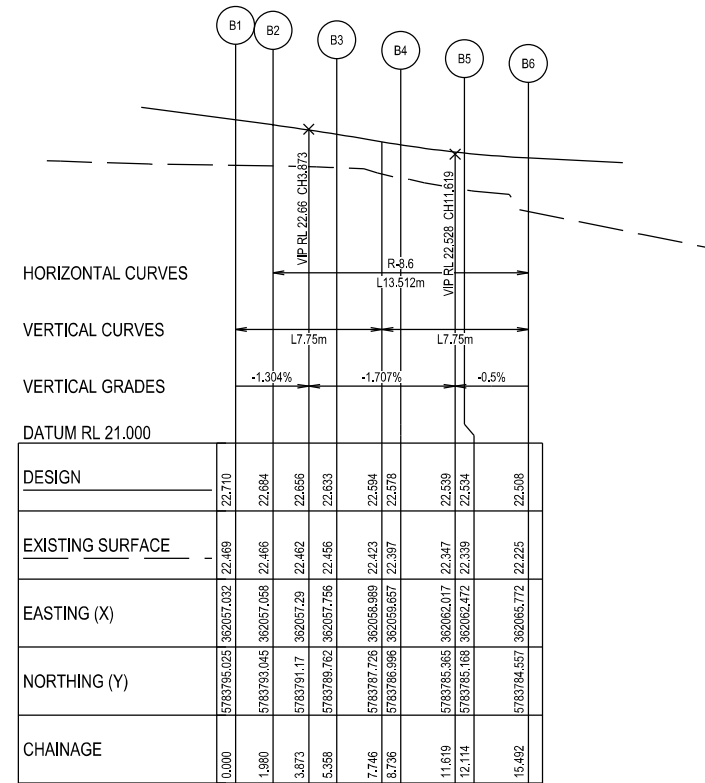 B1
B2
B3
B4
B5
B6
VIP RL 22.66 CH3.873
VIP RL 22.528 CH11.619
HORIZONTAL CURVES
R-8.6
L13.512m
VERTICAL CURVES
L7.75m
L7.75m
VERTICAL GRADES
-1.304%
-1.707%
-0.5%
DATUM RL 21.000
DESIGN
22.710
22.684
22.656
22.633
22.594
22.578
22.539
22.534
22.508
EXISTING SURFACE
22.469
22.466
22.462
22.456
22.423
22.397
22.347
22.339
22.225
EASTING (X)
362057.032
362057.058
362057.29
362057.756
362058.989
362059.657
362062.017
362062.472
362065.772
NORTHING (Y)
5783795.025
5783793.045
5783791.17
5783789.762
5783787.726
5783786.996
5783785.365
5783785.168
5783784.557
CHAINAGE
0.000
1.980
3.873
5.358
7.746
8.736
11.619
12.114
15.492